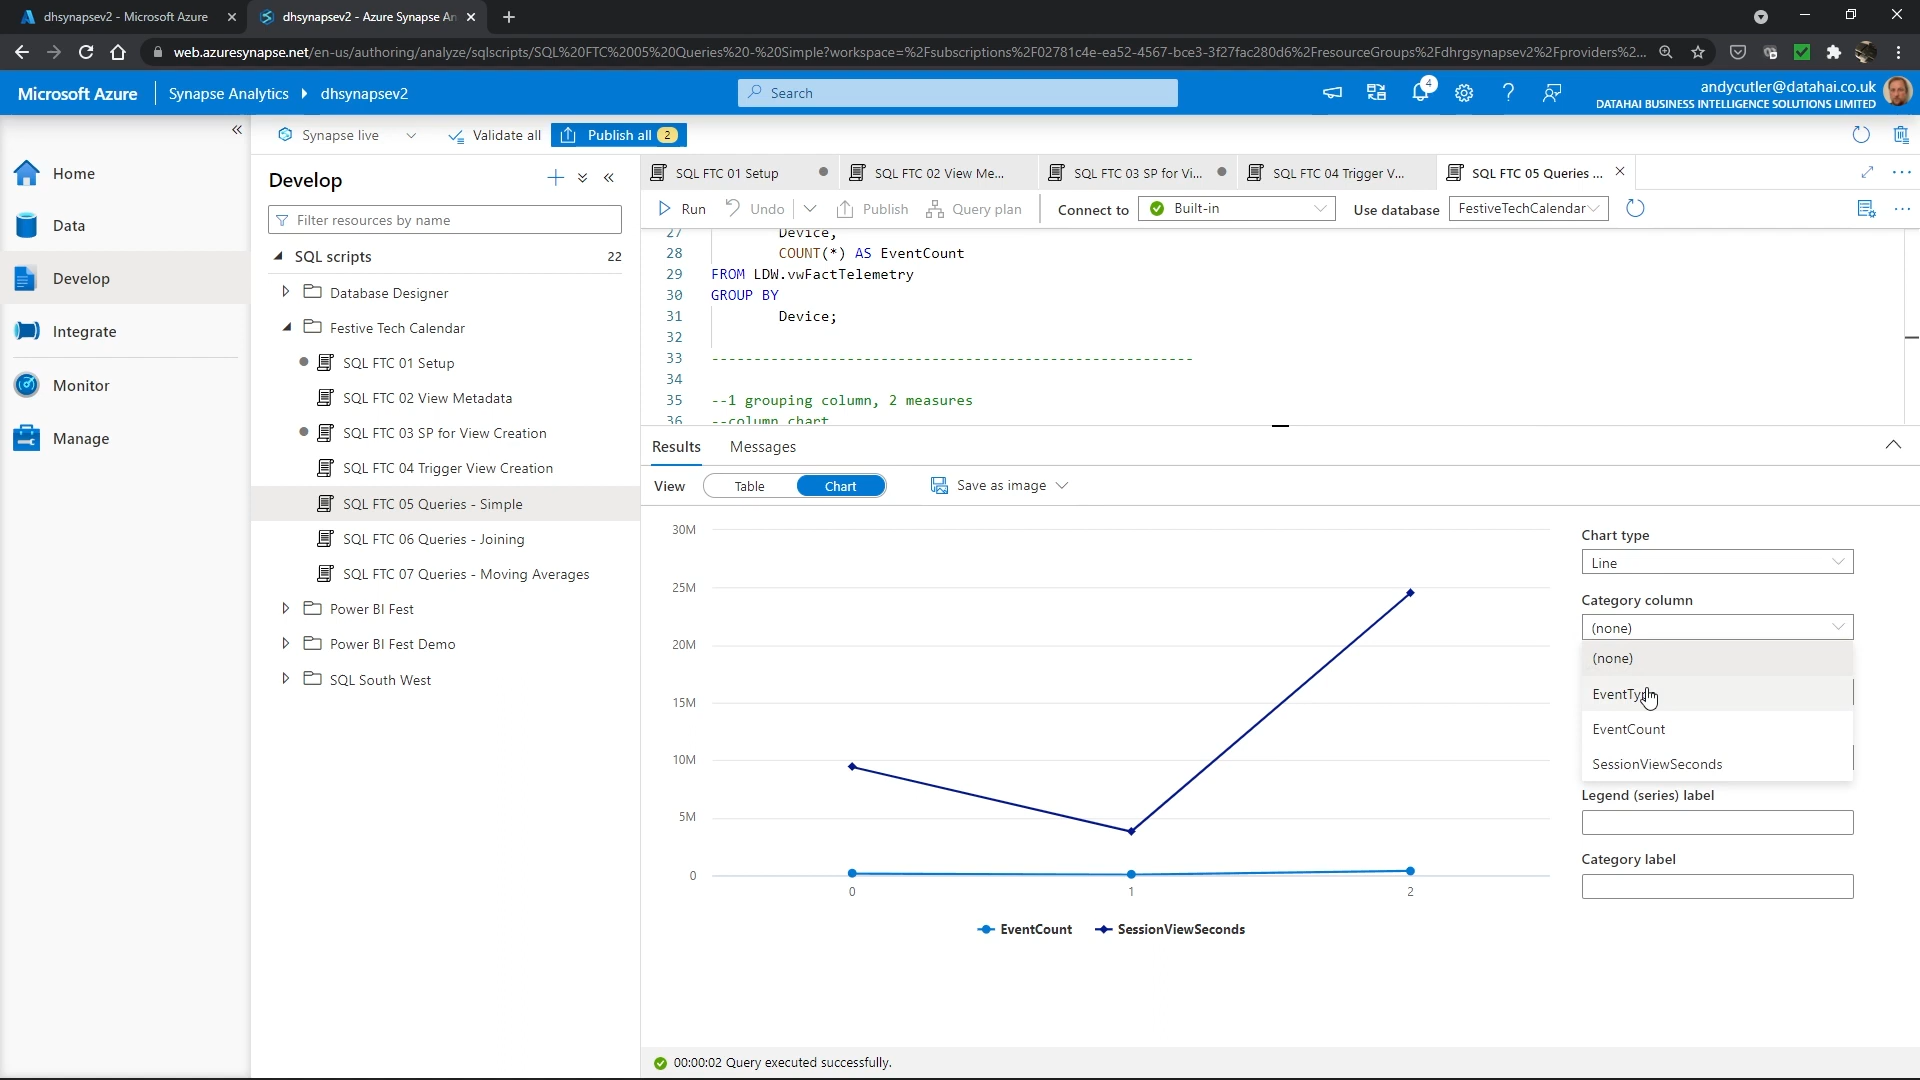 dhsynapsev2 - Microsoft Azure
dhsynapsev2 - Azure Synapse An
web.azuresynapse.net/en-us/authoring/analyze/sqlscripts/SQL%20FTC%2005%20Queries%20-%20Simple?workspace=%2Fsubscriptions%2F02781c4e-ea52-4567-bce3-3f27fac280d6%2FresourceGroups%2Fdhrgsynapsev2%2Fproviders%2...
Microsoft Azure
Synapse Analytics
dhsynapsev2
Search
4
andycutler@datahai.co.uk
DATAHAI BUSINESS INTELLIGENCE SOLUTIONS LIMITED
Synapse live
Validate all
Publish all 2
Home
Data
Develop
Integrate
Monitor
Manage
Develop
Filter resources by name
SQL scripts 22
Database Designer
Festive Tech Calendar
SQL FTC 01 Setup
SQL FTC 02 View Metadata
SQL FTC 03 SP for View Creation
SQL FTC 04 Trigger View Creation
SQL FTC 05 Queries - Simple
SQL FTC 06 Queries - Joining
SQL FTC 07 Queries - Moving Averages
Power BI Fest
Power BI Fest Demo
SQL South West
SQL FTC 01 Setup
SQL FTC 02 View Me...
SQL FTC 03 SP for Vi...
SQL FTC 04 Trigger V...
SQL FTC 05 Queries ...
Run
Undo
Publish
Query plan
Connect to
Built-in
Use database
FestiveTechCalendar
27 Device,
28 COUNT(*) AS EventCount
29 FROM LDW.vwFactTelemetry
30 GROUP BY
31 Device;
32
33 ---------------------------------------------------------
34
35 --1 grouping column, 2 measures
36 --column chart
Results
Messages
View
Table
Chart
Save as image
30M
25M
20M
15M
10M
5M
0
0
1
2
EventCount
SessionViewSeconds
Chart type
Line
Category column
(none)
(none)
EventTy
EventCount
SessionViewSeconds
Legend (series) label
Category label
00:00:02 Query executed successfully.